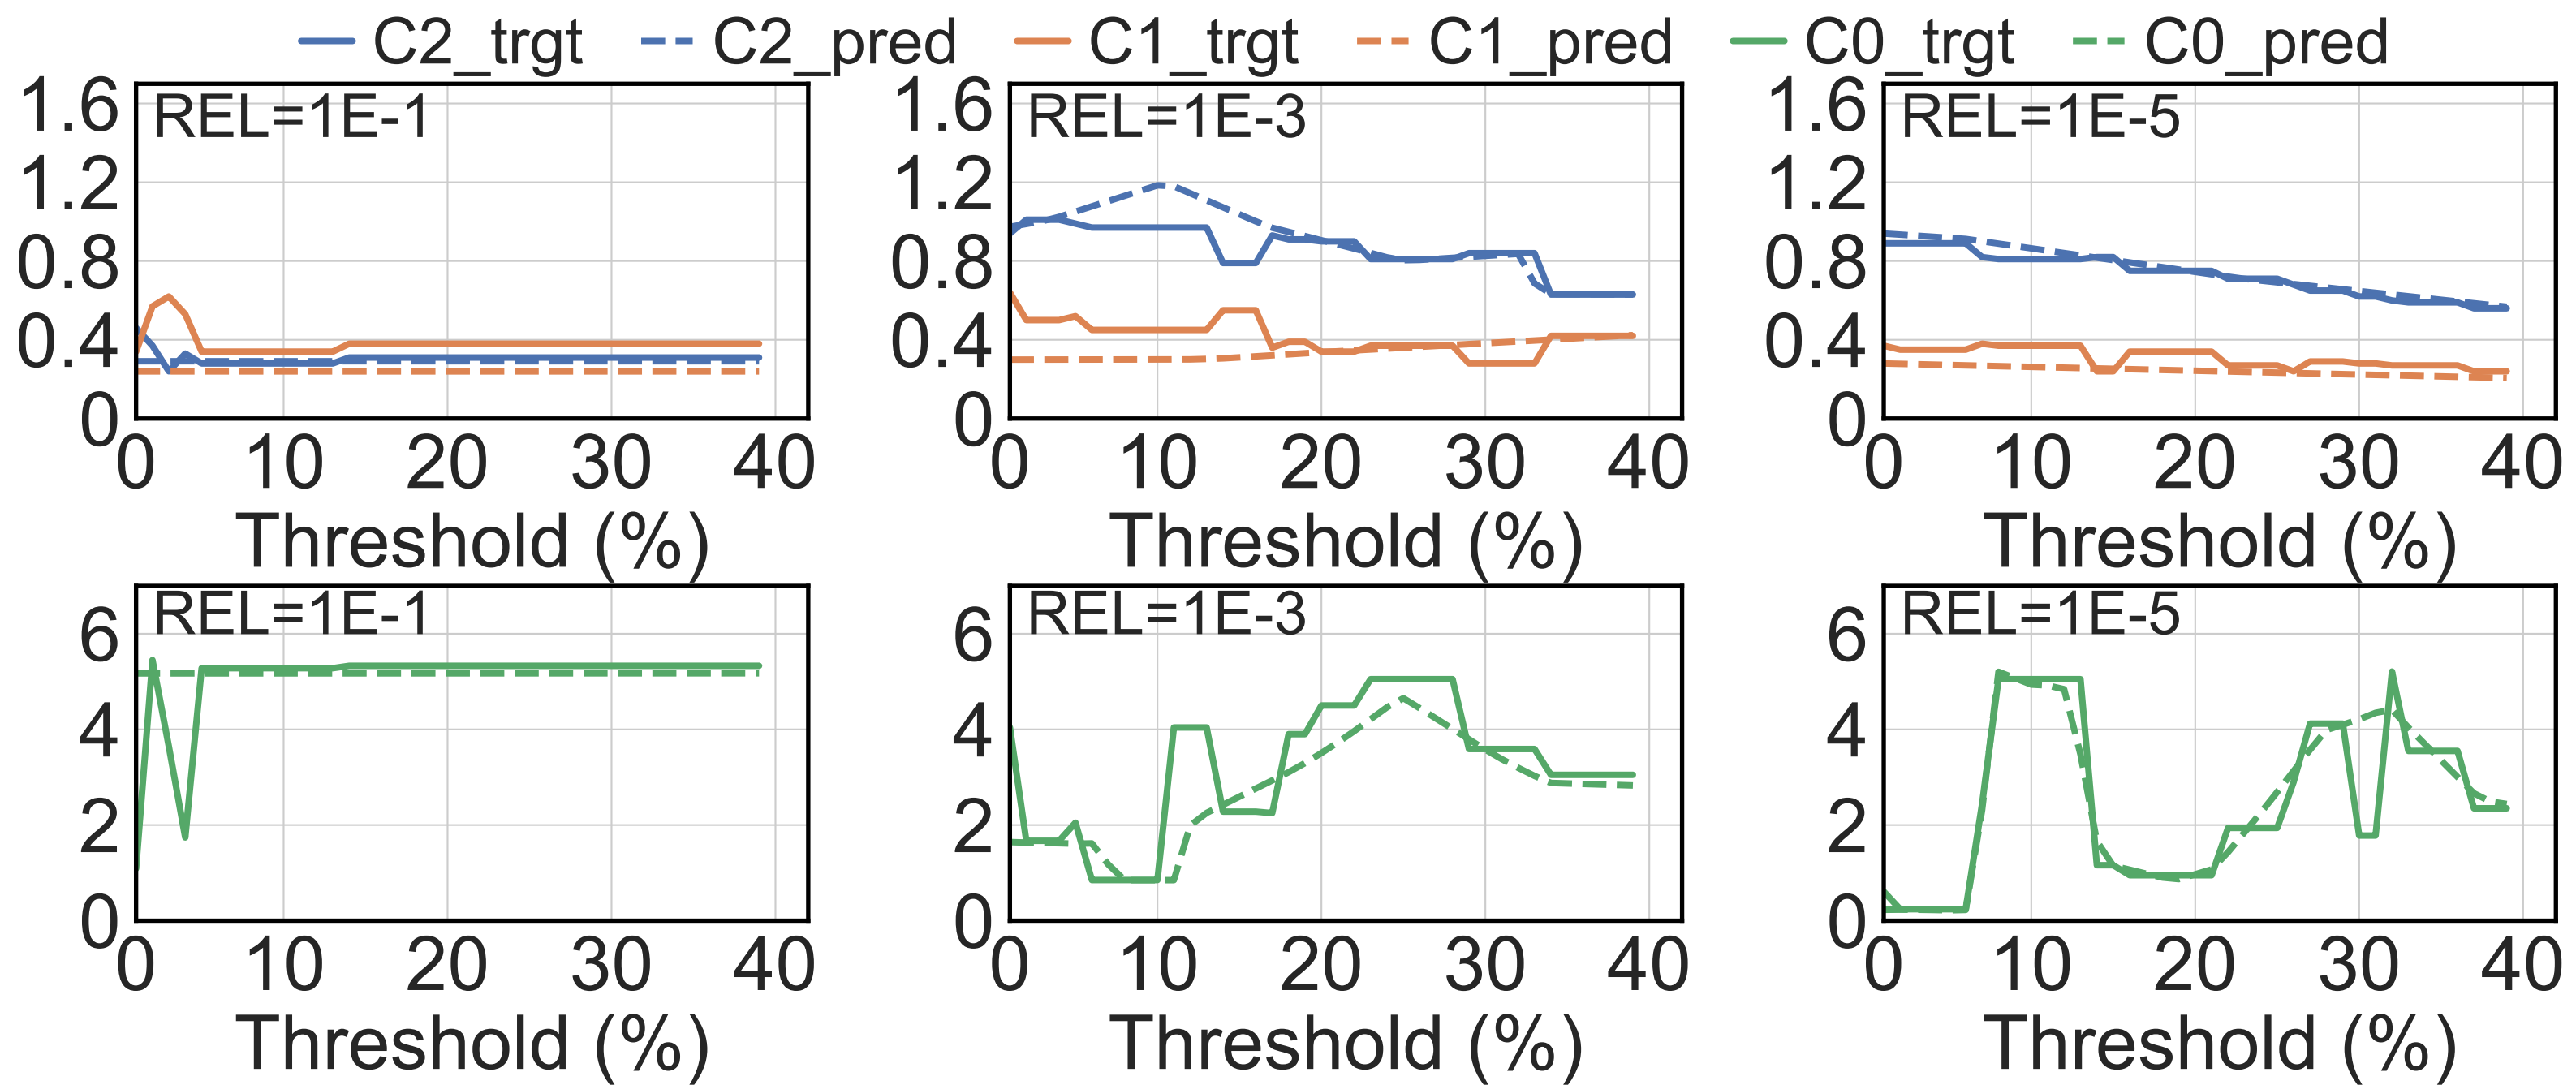 C2_trgt C2_pred C1_trgt C1_pred C0_trgt C0_pred
REL=1E-1 REL=1E-3 REL=1E-5
1.6 1.6 1.6
1.2 1.2 1.2
0.8 0.8 0.8
0.4 0.4 0.4
0 0 0
0 10 20 30 40 0 10 20 30 40 0 10 20 30 40
Threshold (%) Threshold (%) Threshold (%)
REL=1E-1 REL=1E-3 REL=1E-5
6 6 6
4 4 4
2 2 2
0 0 0
0 10 20 30 40 0 10 20 30 40 0 10 20 30 40
Threshold (%) Threshold (%) Threshold (%)